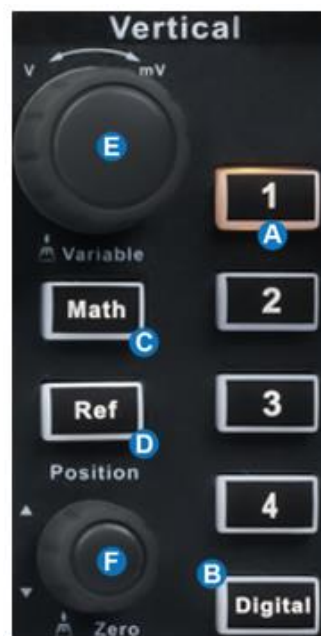 Vertical
V mV
E
1
A
Variable
2
Math
C
3
Ref
D
Position
4
F
B
Digital
Zero